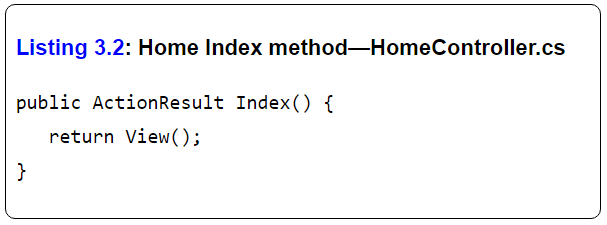 Listing 3.2: Home Index method—HomeController.cs
public ActionResult Index() {
   return View();
}